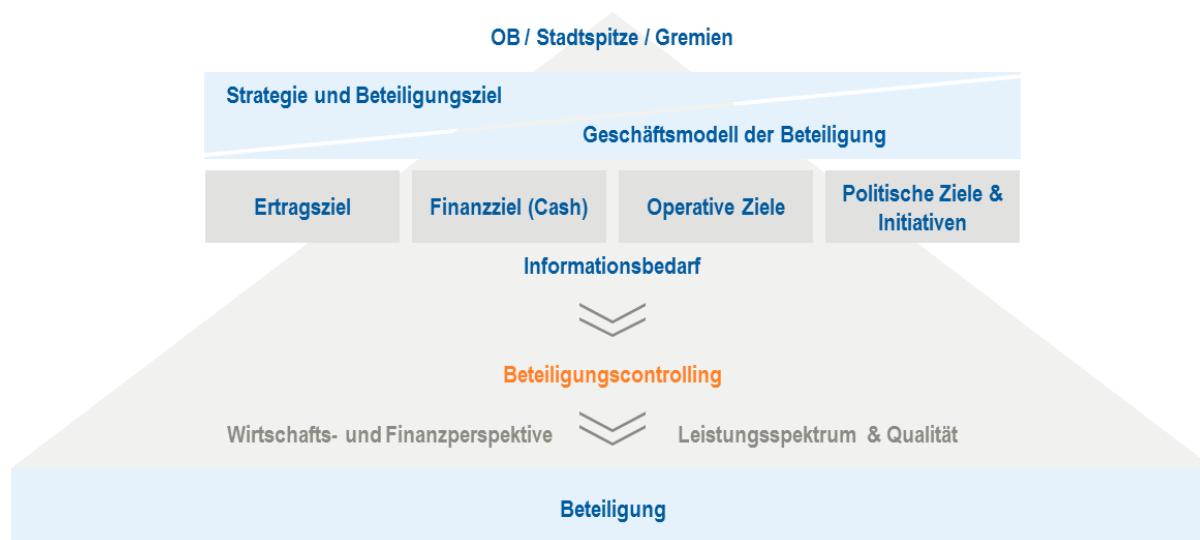 OB / Stadtspitze / Gremien
Strategie und Beteiligungsziel
Geschäftsmodell der Beteiligung
Ertragsziel
Finanzziel (Cash)
Operative Ziele
Politische Ziele &
Initiativen
Informationsbedarf
Beteiligungscontrolling
Wirtschafts- und Finanzperspektive
Leistungsspektrum & Qualität
Beteiligung